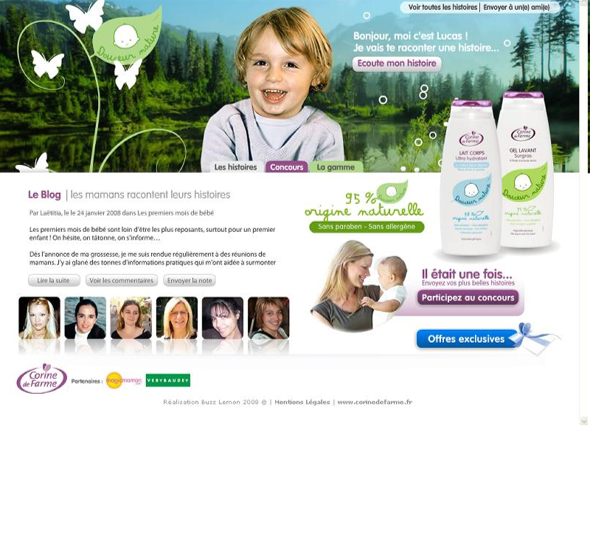 Voir toutes les histoires | Envoyer à un(e) ami(e)
Douceur nature
Bonjour, moi c'est Lucas !
Je vais te raconter une histoire...
Ecoute mon histoire
Les histoires
Concours
La gamme
Corine de Farme
LAIT CORPS
Ultra hydratant
Douceur nature
Corine de Farme
GEL LAVANT
Surgras
Douceur nature
Le Blog | les mamans racontent leurs histoires
Par Laëtitia, le le 24 janvier 2008 dans Les premiers mois de bébé
Les premiers mois de bébé sont loin d'être les plus reposants, surtout pour un premier
enfant ! On hésite, on tâtonne, on s'informe....
Dès l'annonce de ma grossesse, je me suis rendue régulièrement à des réunions de
mamans. J'y ai glané des tonnes d'informations pratiques qui m'ont aidée à surmonter
Lire la suite
Voir les commentaires
Envoyer la note
95 %
origine naturelle
Sans paraben - Sans allergène
Il était une fois...
Envoyez vos plus belles histoires
Participez au concours
Offres exclusives
Corine
de Farme
Partenaires :
magicmaman
VERTBAUDET
Réalisation Buzz Lemon 2008 @ | Mentions Légales | www.corinedefarme.fr